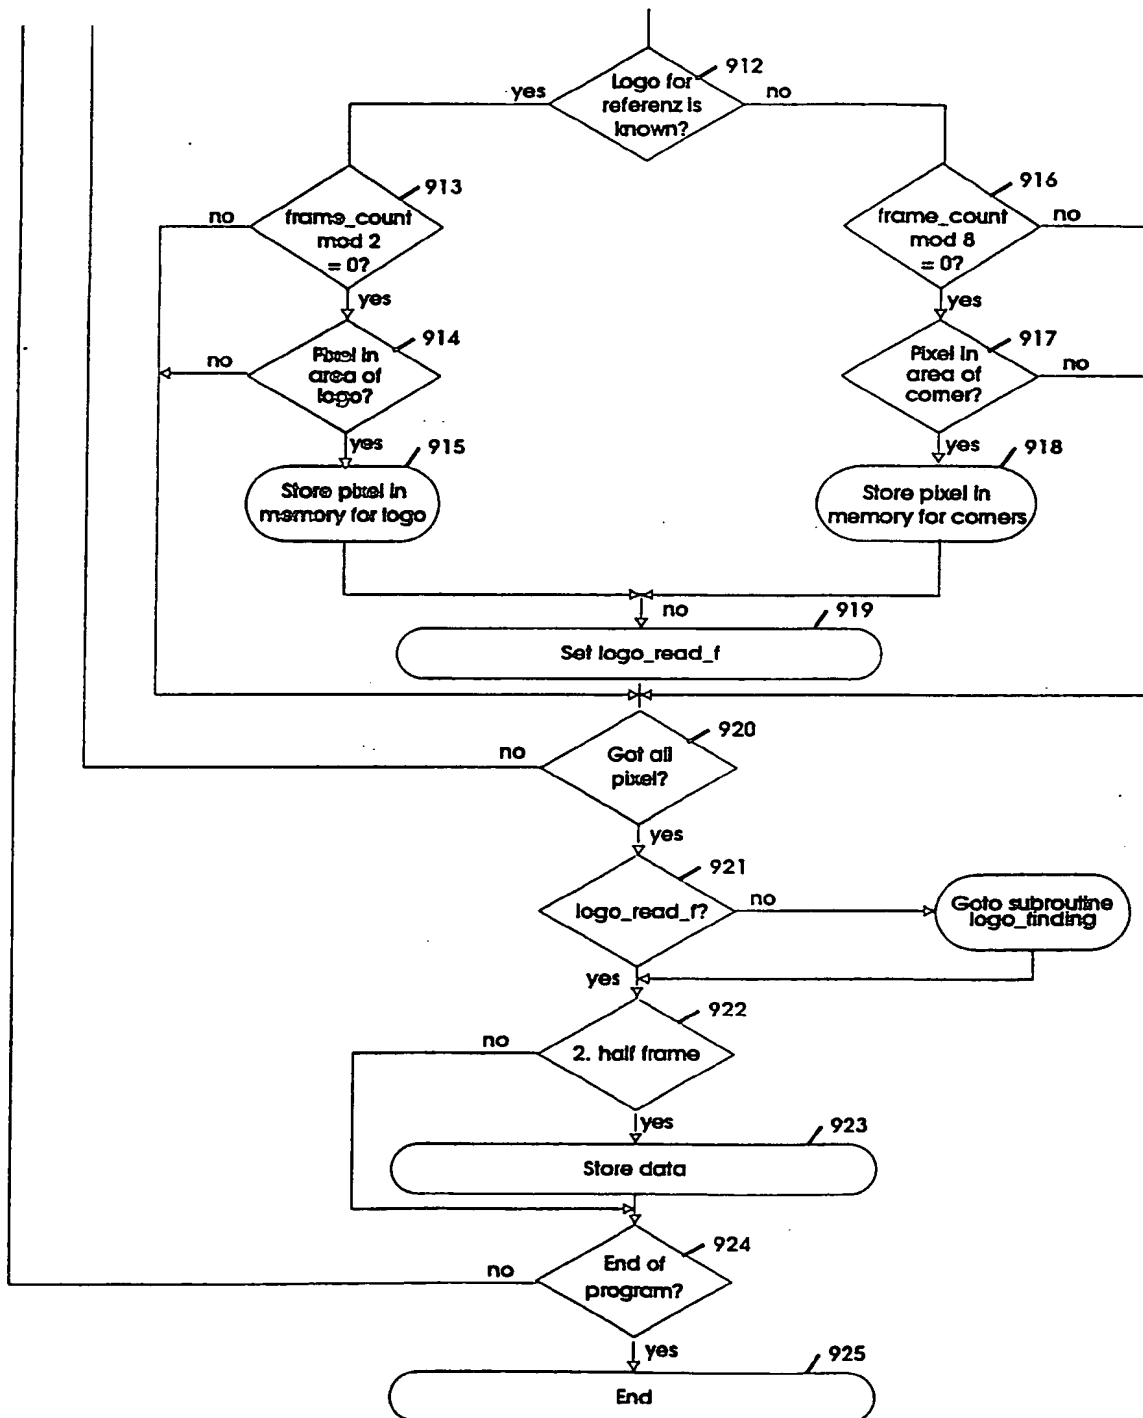 912
Logo for
referenz is
known?
yes
no
913
frame_count
mod 2
= 0?
no
yes
916
frame_count
mod 8
= 0?
no
yes
914
Pixel in
area of
logo?
no
yes
917
Pixel in
area of
corner?
no
yes
915
Store pixel in
memory for logo
918
Store pixel in
memory for corners
no
919
Set logo_read_f
920
Got all
pixel?
no
yes
921
logo_read_f?
no
Goto subroutine
logo_finding
yes
922
2. half frame
no
yes
923
Store data
924
End of
program?
no
yes
925
End